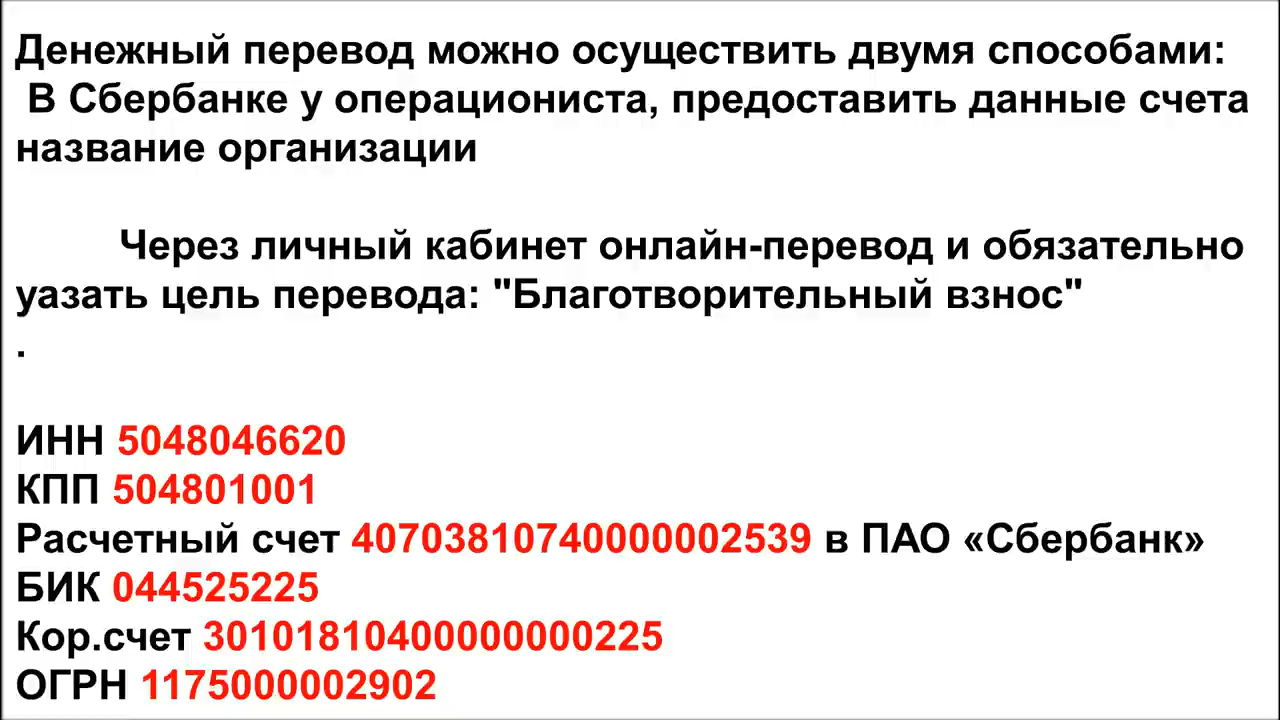 Денежный перевод можно осуществить двумя способами:
В Сбербанке у операциониста, предоставить данные счета
название организации
Через личный кабинет онлайн-перевод и обязательно
уазать цель перевода: "Благотворительный взнос"
.
ИНН 5048046620
КПП 504801001
Расчетный счет 40703810740000002539 в ПАО «Сбербанк»
БИК 044525225
Кор.счет 30101810400000000225
ОГРН 1175000002902